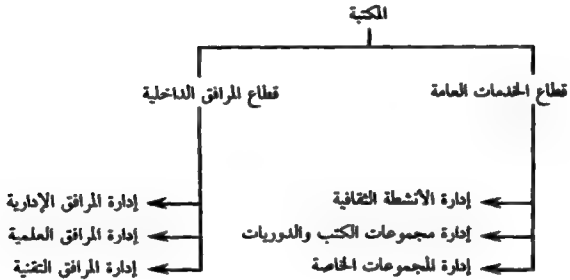 المكتبة
قطاع الخدمات العامة
قطاع المرافق الداخلية
إدارة الأنشطة الثقافية
إدارة المرافق الإدارية
إدارة مجموعات الكتب والدوريات
إدارة المرافق العلمية
إدارة المجموعات الخاصة
إدارة المرافق التقنية